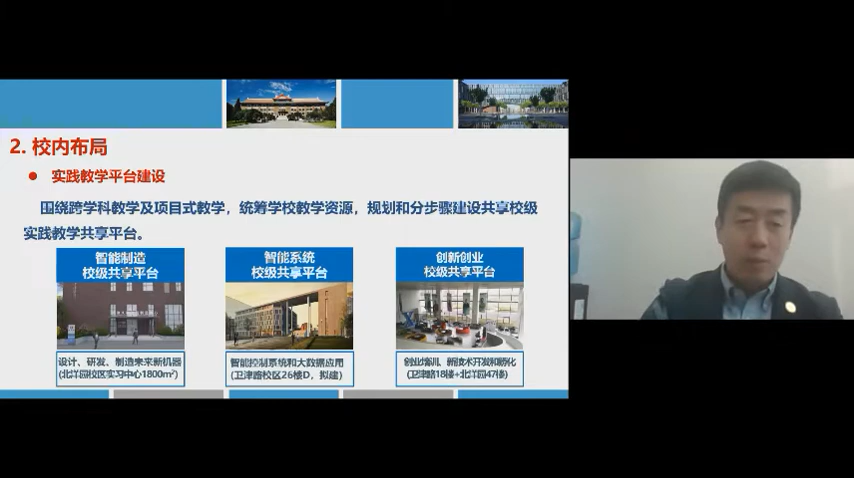 2. 校内布局
● 实践教学平台建设
围绕跨学科教学及项目式教学，统筹学校教学资源，规划和分步骤建设共享校级
实践教学共享平台。
智能制造
校级共享平台
智能系统
校级共享平台
创新创业
校级共享平台
设计、研发、制造未来新机器
(北洋园校区实习中心1800m²)
智能控制系统和大数据应用
(卫津路校区26楼D，拟建)
创业培训、新技术开发和孵化
(卫津路18楼+北洋园47楼)